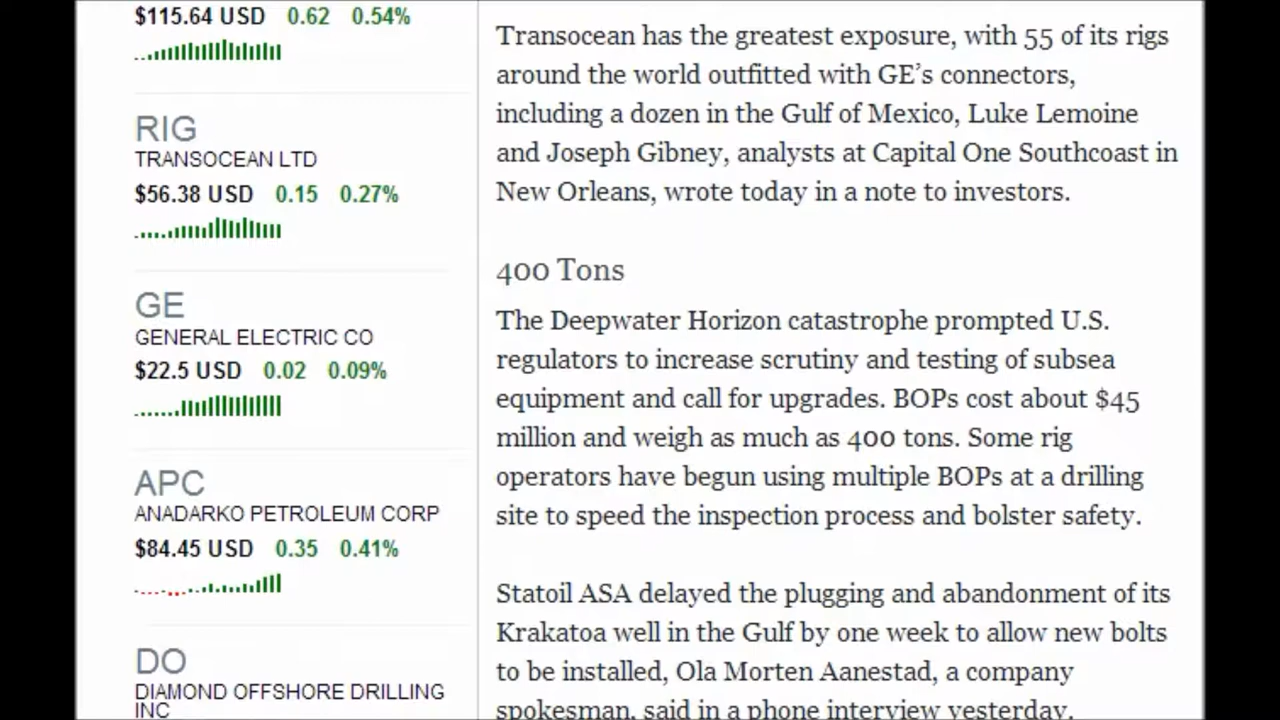 $115.64 USD 0.62 0.54%
RIG
TRANSOCEAN LTD
$56.38 USD 0.15 0.27%
GE
GENERAL ELECTRIC CO
$22.5 USD 0.02 0.09%
APC
ANADARKO PETROLEUM CORP
$84.45 USD 0.35 0.41%
DO
DIAMOND OFFSHORE DRILLING
INC
Transocean has the greatest exposure, with 55 of its rigs
around the world outfitted with GE’s connectors,
including a dozen in the Gulf of Mexico, Luke Lemoine
and Joseph Gibney, analysts at Capital One Southcoast in
New Orleans, wrote today in a note to investors.
400 Tons
The Deepwater Horizon catastrophe prompted U.S.
regulators to increase scrutiny and testing of subsea
equipment and call for upgrades. BOPs cost about $45
million and weigh as much as 400 tons. Some rig
operators have begun using multiple BOPs at a drilling
site to speed the inspection process and bolster safety.
Statoil ASA delayed the plugging and abandonment of its
Krakatoa well in the Gulf by one week to allow new bolts
to be installed, Ola Morten Aanestad, a company
spokesman, said in a phone interview yesterday.